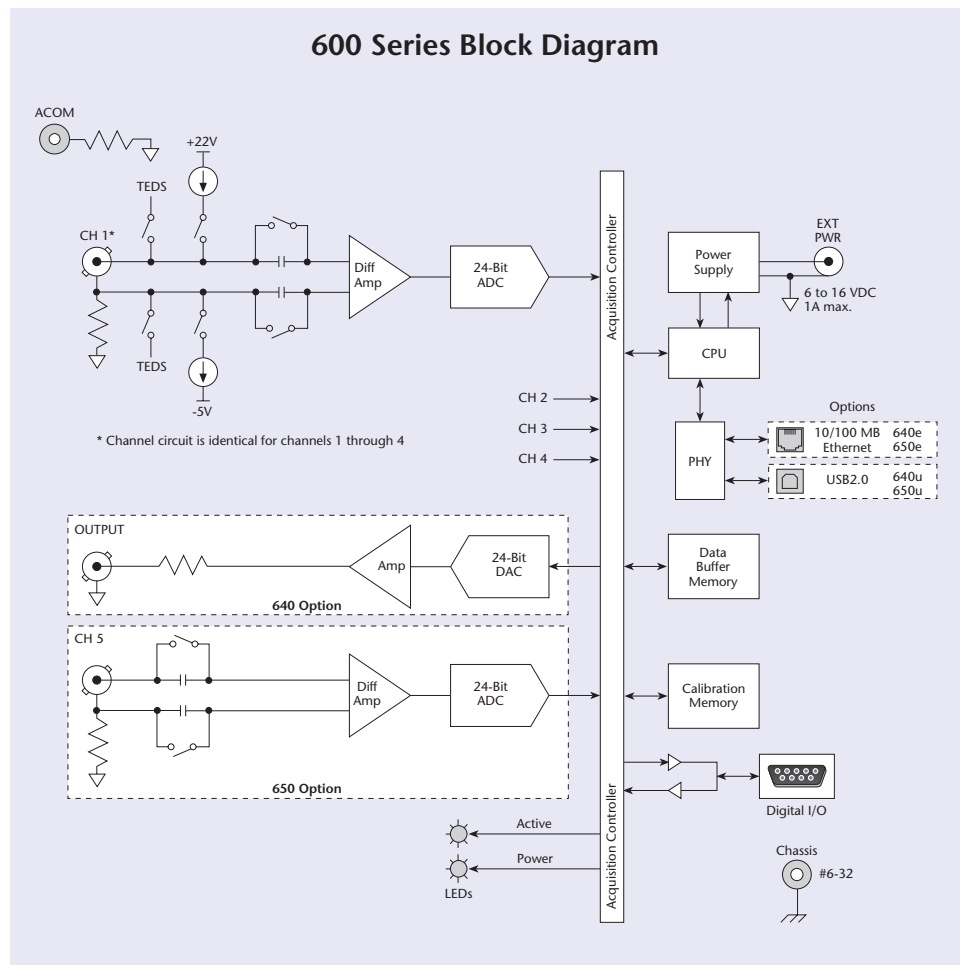 600 Series Block Diagram
ACOM
+22V
TEDS
CH 1*
Diff
Amp
24-Bit
ADC
TEDS
-5V
* Channel circuit is identical for channels 1 through 4
Acquisition Controller
Power
Supply
EXT
PWR
6 to 16 VDC
1A max.
CPU
CH 2
CH 3
CH 4
PHY
Options
10/100 MB
Ethernet
640e
650e
USB2.0
640u
650u
OUTPUT
Amp
24-Bit
DAC
640 Option
Data
Buffer
Memory
CH 5
Diff
Amp
24-Bit
ADC
650 Option
Calibration
Memory
Digital I/O
Acquisition Controller
Active
Power
LEDs
Chassis
#6-32